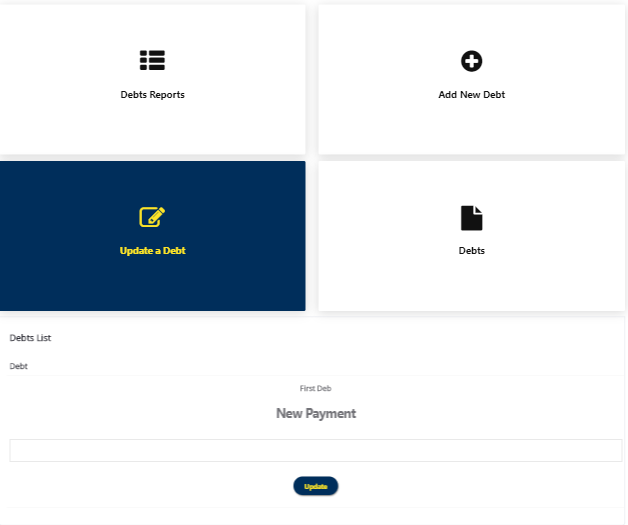 Debts Reports
Add New Debt
Update a Debt
Debts
Debts List
Debt
First Deb
New Payment
Update